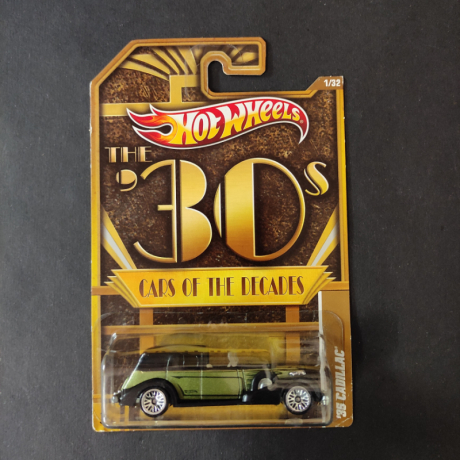 1/32
HOT WHEELS
THE
'30s
CARS OF THE DECADES
'35 CADILLAC